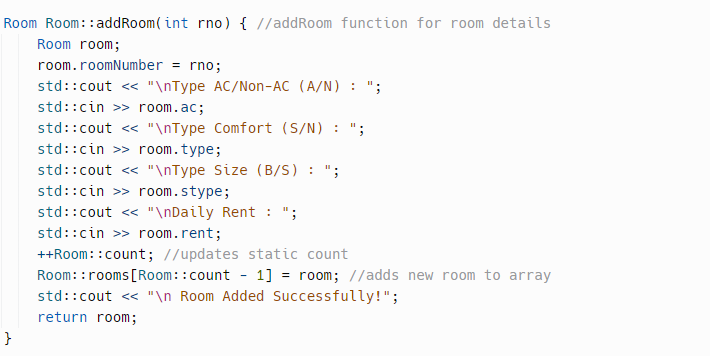 Room Room::addRoom(int rno) { //addRoom function for room details
    Room room;
    room.roomNumber = rno;
    std::cout << "\nType AC/Non-AC (A/N) : ";
    std::cin >> room.ac;
    std::cout << "\nType Comfort (S/N) : ";
    std::cin >> room.type;
    std::cout << "\nType Size (B/S) : ";
    std::cin >> room.stype;
    std::cout << "\nDaily Rent : ";
    std::cin >> room.rent;
    ++Room::count; //updates static count
    Room::rooms[Room::count - 1] = room; //adds new room to array
    std::cout << "\n Room Added Successfully!";
    return room;
}